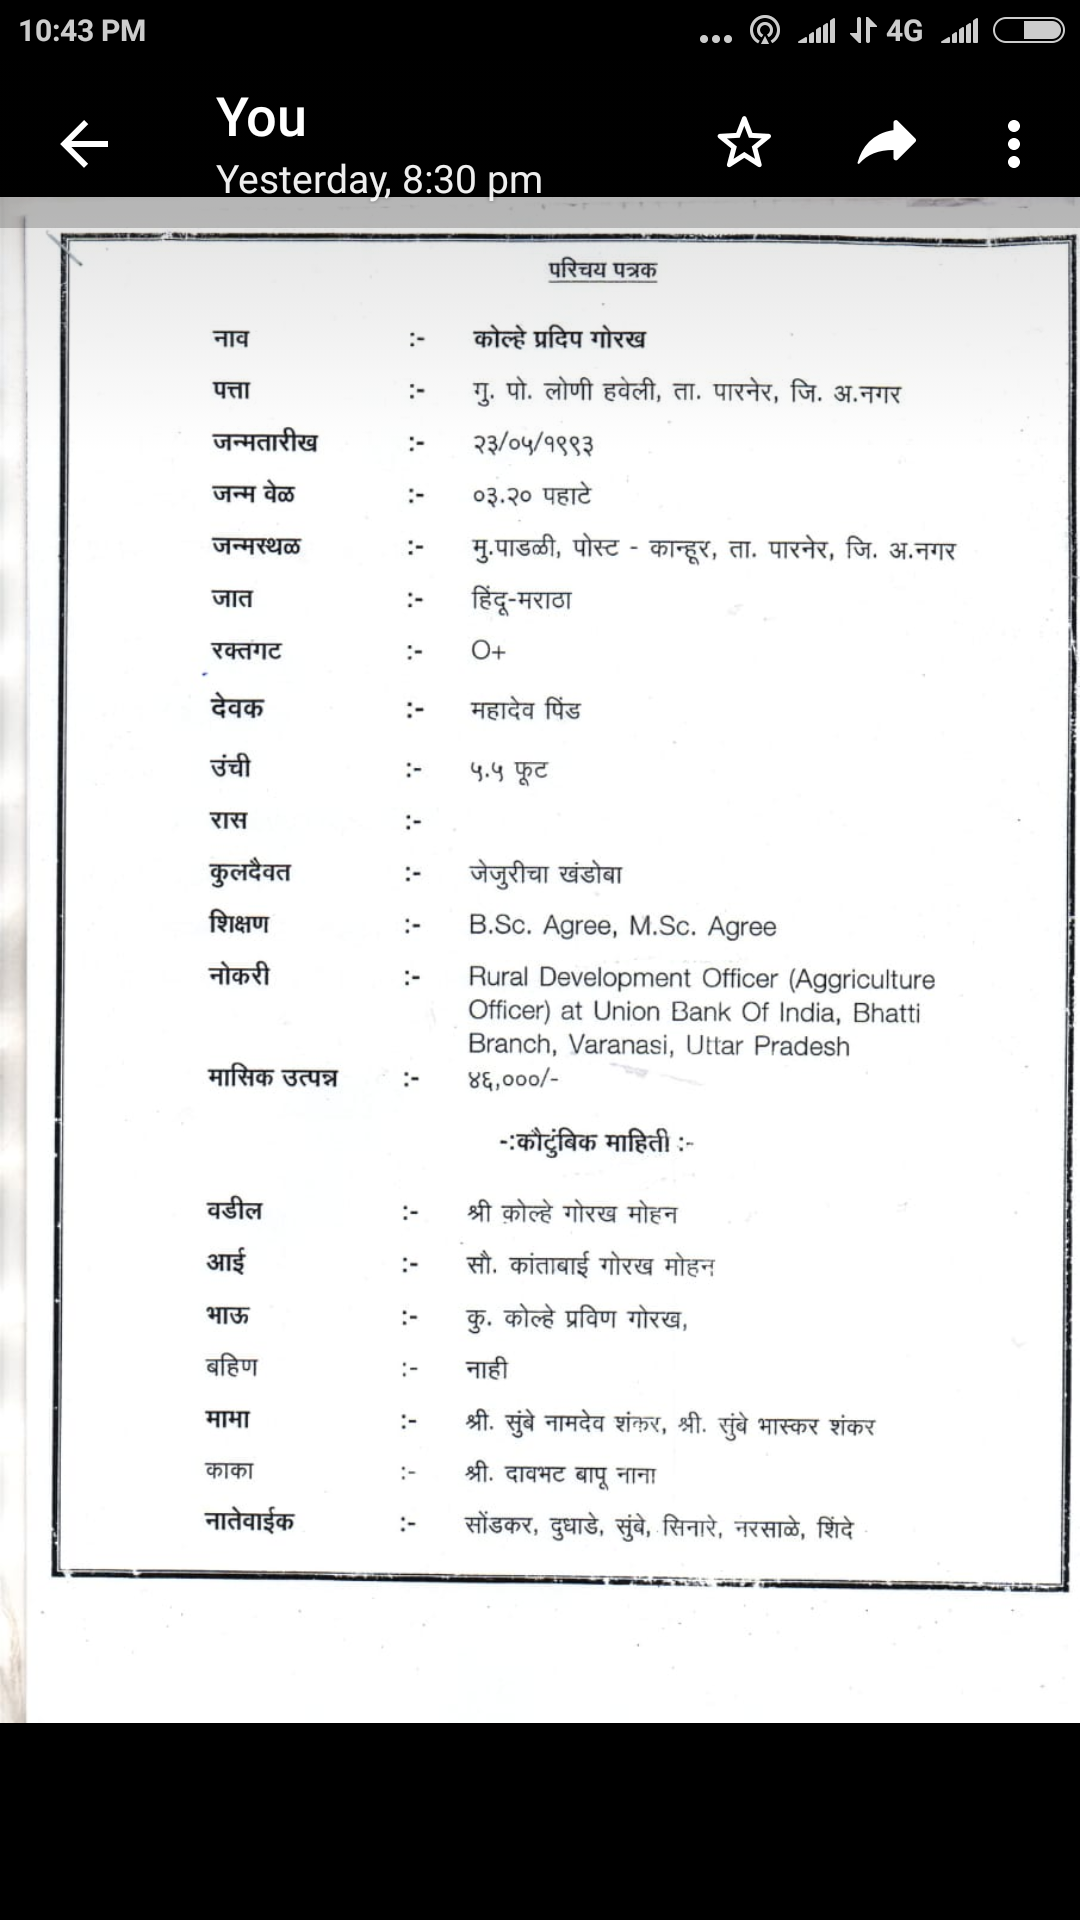 10:43 PM ... 4G
You
Yesterday, 8:30 pm
परिचय पत्रक
नाव :- कोल्हे प्रदिप गोरख
पत्ता :- गु. पो. लोणी हवेली, ता. पारनेर, जि. अ.नगर
जन्मतारीख :- २३/०५/१९९३
जन्म वेळ :- ०३.२० पहाटे
जन्मस्थळ :- मु.पाडळी, पोस्ट - कान्हूर, ता. पारनेर, जि. अ.नगर
जात :- हिंदू-मराठा
रक्तगट :- O+
देवक :- महादेव पिंड
उंची :- ५.५ फूट
रास :-
कुलदैवत :- जेजुरीचा खंडोबा
शिक्षण :- B.Sc. Agree, M.Sc. Agree
नोकरी :- Rural Development Officer (Aggriculture
Officer) at Union Bank Of India, Bhatti
Branch, Varanasi, Uttar Pradesh
मासिक उत्पन्न :- ४६,०००/-
-:कौटुंबिक माहिती :-
वडील :- श्री कोल्हे गोरख मोहन
आई :- सौ. कांताबाई गोरख मोहन
भाऊ :- कु. कोल्हे प्रविण गोरख,
बहिण :- नाही
मामा :- श्री. सुंबे नामदेव शंकर, श्री. सुंबे भास्कर शंकर
काका :- श्री. दावभट बापू नाना
नातेवाईक :- सोंडकर, दुधाडे, सुंबे, सिनारे, नरसाळे, शिंदे